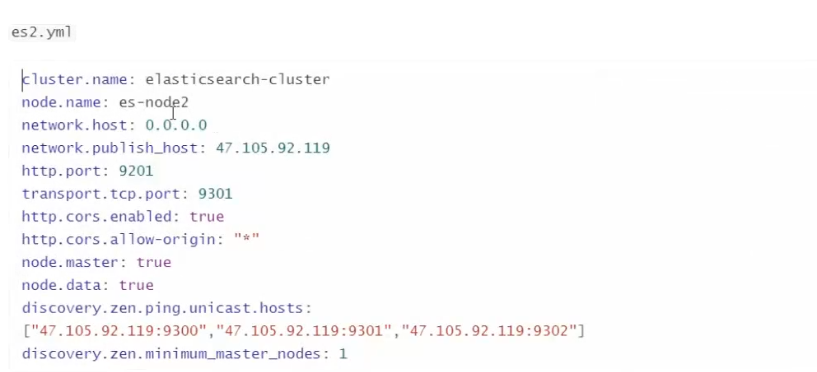 es2.yml
cluster.name: elasticsearch-cluster
node.name: es-node2
network.host: 0.0.0.0
network.publish_host: 47.105.92.119
http.port: 9201
transport.tcp.port: 9301
http.cors.enabled: true
http.cors.allow-origin: "*"
node.master: true
node.data: true
discovery.zen.ping.unicast.hosts:
["47.105.92.119:9300","47.105.92.119:9301","47.105.92.119:9302"]
discovery.zen.minimum_master_nodes: 1